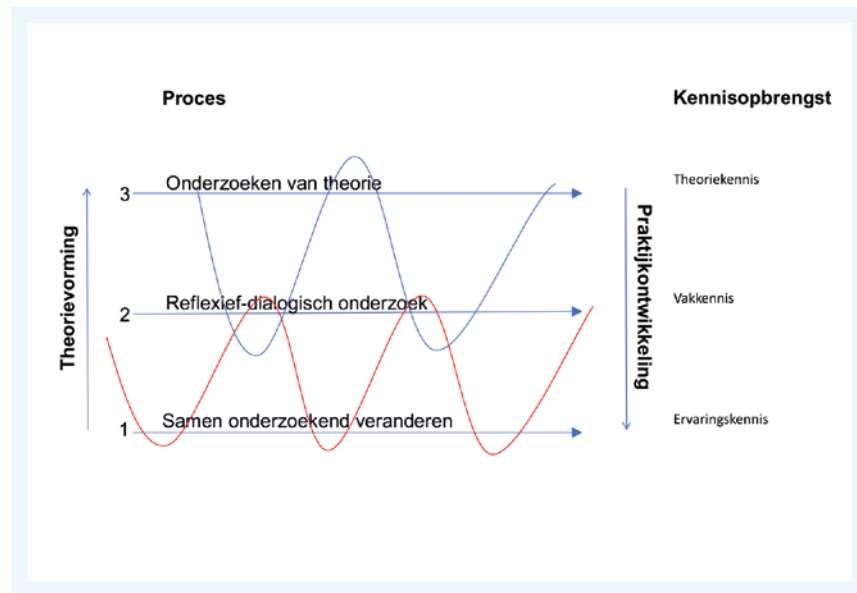 Proces
Kennisopbrengst
3
Onderzoeken van theorie
Theoriekennis
Theorievorming
Praktijkontwikkeling
2
Reflexief-dialogisch onderzoek
Vakkennis
1
Samen onderzoekend veranderen
Ervaringskennis